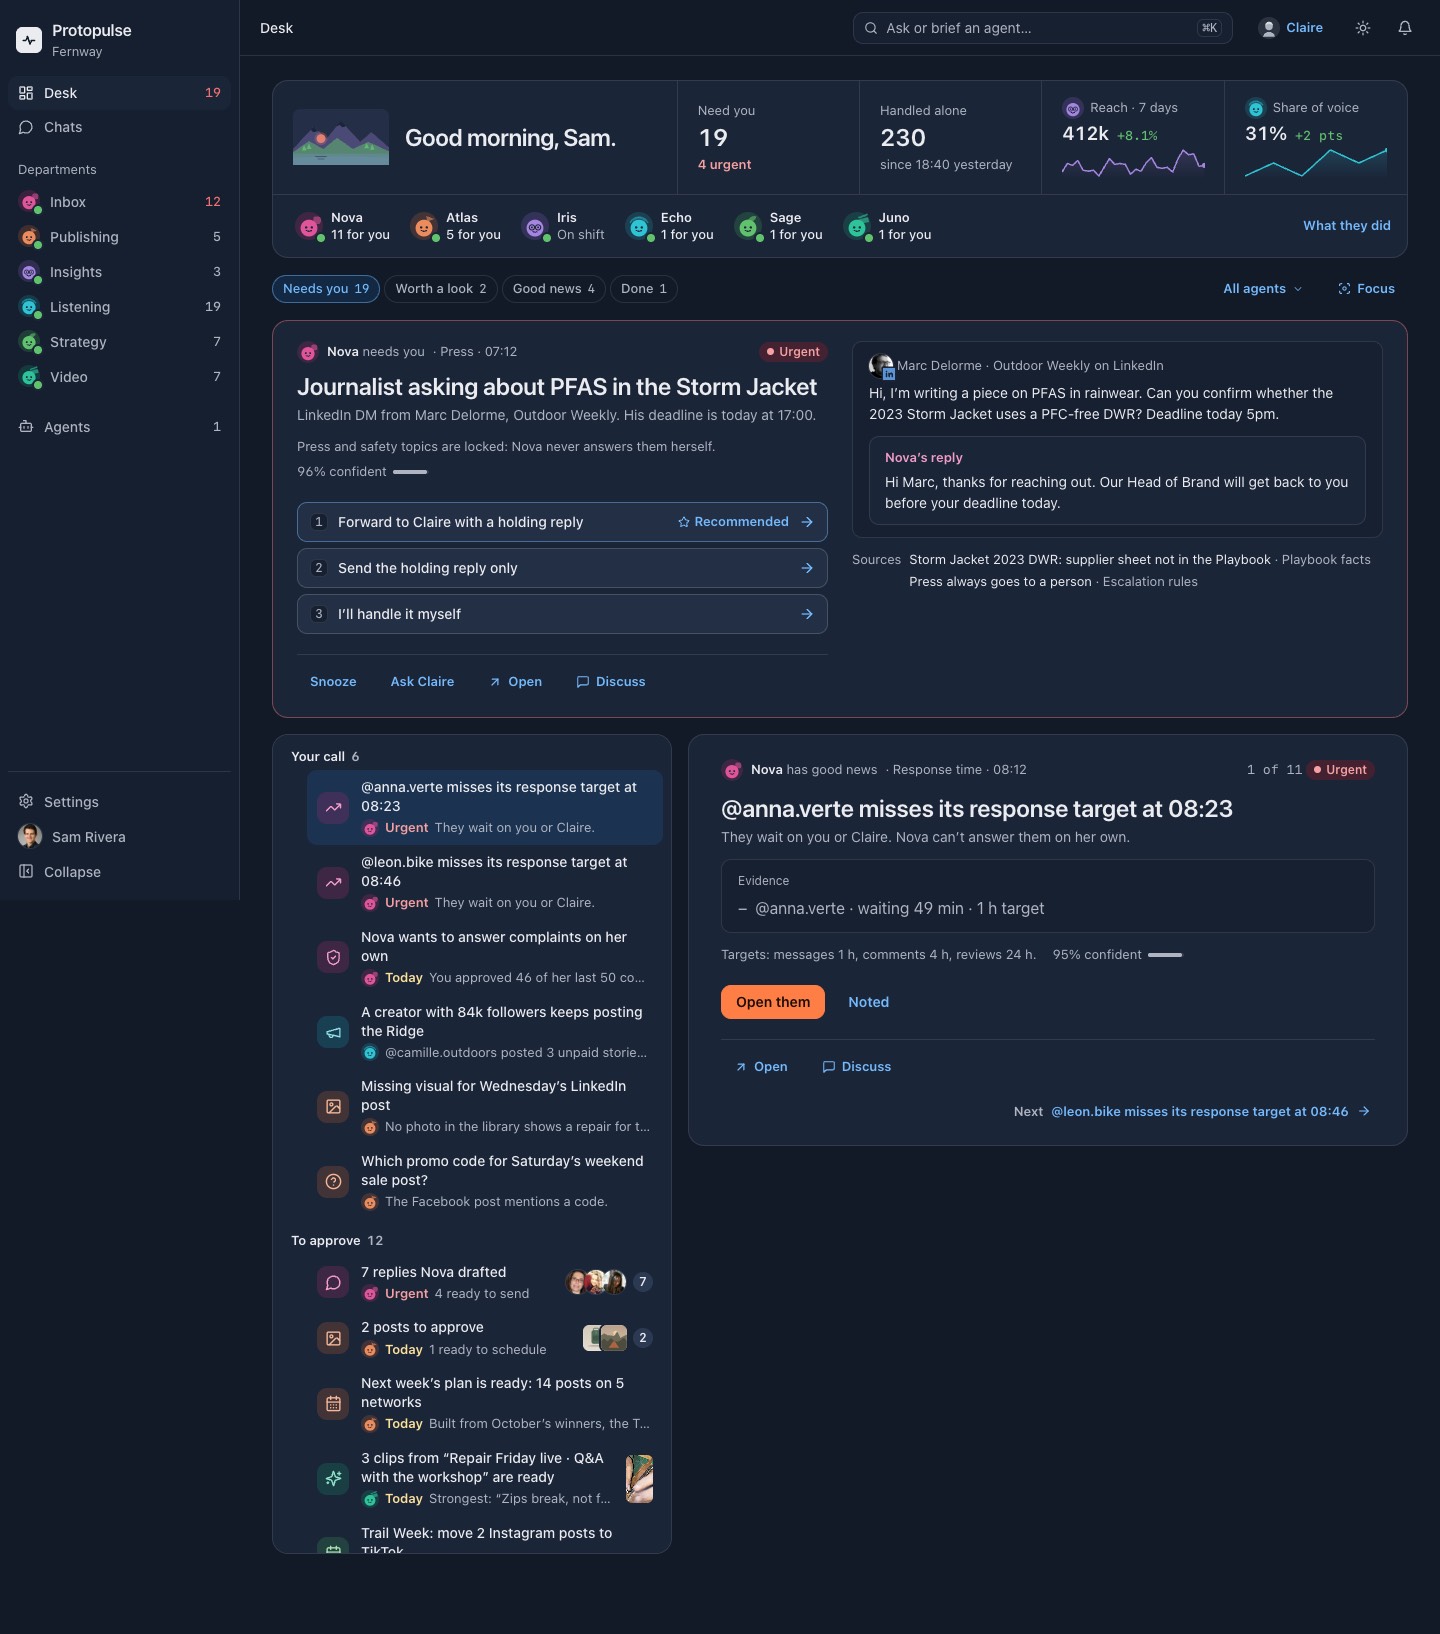 Protopulse
Fernway
Desk 19
Chats
Departments
Inbox 12
Publishing 5
Insights 3
Listening 19
Strategy 7
Video 7
Agents 1
Settings
Sam Rivera
Collapse
Desk
Ask or brief an agent…
⌘K
Claire
Good morning, Sam.
Need you
19
4 urgent
Handled alone
230
since 18:40 yesterday
Reach · 7 days
412k +8.1%
Share of voice
31% +2 pts
Nova
11 for you
Atlas
5 for you
Iris
On shift
Echo
1 for you
Sage
1 for you
Juno
1 for you
What they did
Needs you 19
Worth a look 2
Good news 4
Done 1
All agents
Focus
Nova needs you · Press · 07:12
Urgent
Journalist asking about PFAS in the Storm Jacket
LinkedIn DM from Marc Delorme, Outdoor Weekly. His deadline is today at 17:00.
Press and safety topics are locked: Nova never answers them herself.
96% confident
1 Forward to Claire with a holding reply Recommended
2 Send the holding reply only
3 I’ll handle it myself
Snooze
Ask Claire
Open
Discuss
in
Marc Delorme · Outdoor Weekly on LinkedIn
Hi, I’m writing a piece on PFAS in rainwear. Can you confirm whether the
2023 Storm Jacket uses a PFC-free DWR? Deadline today 5pm.
Nova’s reply
Hi Marc, thanks for reaching out. Our Head of Brand will get back to you
before your deadline today.
Sources Storm Jacket 2023 DWR: supplier sheet not in the Playbook · Playbook facts
Press always goes to a person · Escalation rules
Your call 6
@anna.verte misses its response target at
08:23
Urgent They wait on you or Claire.
@leon.bike misses its response target at
08:46
Urgent They wait on you or Claire.
Nova wants to answer complaints on her
own
Today You approved 46 of her last 50 co…
A creator with 84k followers keeps posting
the Ridge
@camille.outdoors posted 3 unpaid storie…
Missing visual for Wednesday’s LinkedIn
post
No photo in the library shows a repair for t…
Which promo code for Saturday’s weekend
sale post?
The Facebook post mentions a code.
To approve 12
7 replies Nova drafted
Urgent 4 ready to send
7
2 posts to approve
Today 1 ready to schedule
2
Next week’s plan is ready: 14 posts on 5
networks
Today Built from October’s winners, the T…
3 clips from “Repair Friday live · Q&A
with the workshop” are ready
Today Strongest: “Zips break, not f…
Trail Week: move 2 Instagram posts to
TikTok
Nova has good news · Response time · 08:12
1 of 11
Urgent
@anna.verte misses its response target at 08:23
They wait on you or Claire. Nova can’t answer them on her own.
Evidence
– @anna.verte · waiting 49 min · 1 h target
Targets: messages 1 h, comments 4 h, reviews 24 h. 95% confident
Open them
Noted
Open
Discuss
Next @leon.bike misses its response target at 08:46